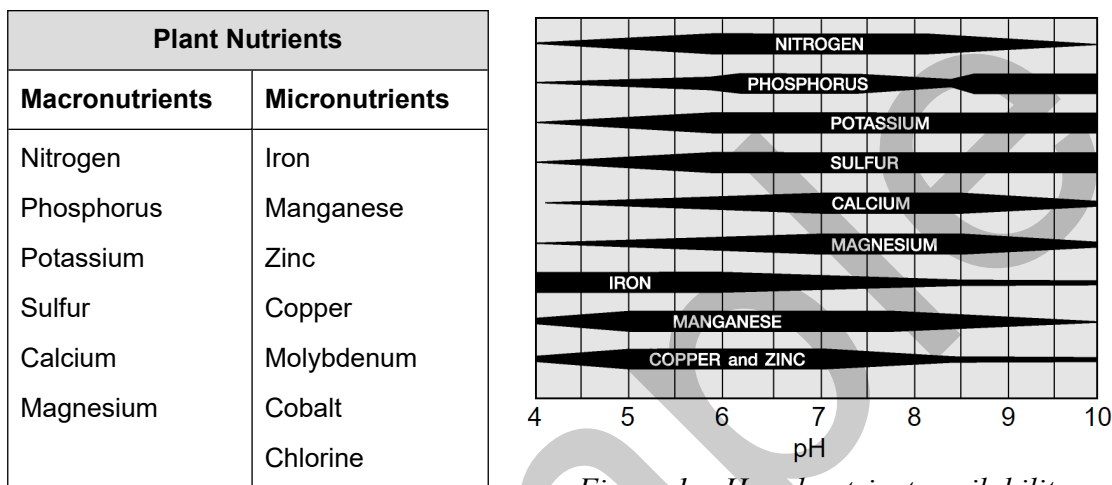 Plant Nutrients
Macronutrients Micronutrients
Nitrogen Iron
Phosphorus Manganese
Potassium Zinc
Sulfur Copper
Calcium Molybdenum
Magnesium Cobalt
Chlorine
NITROGEN
PHOSPHORUS
POTASSIUM
SULFUR
CALCIUM
MAGNESIUM
IRON
MANGANESE
COPPER and ZINC
4 5 6 7 8 9 10
pH